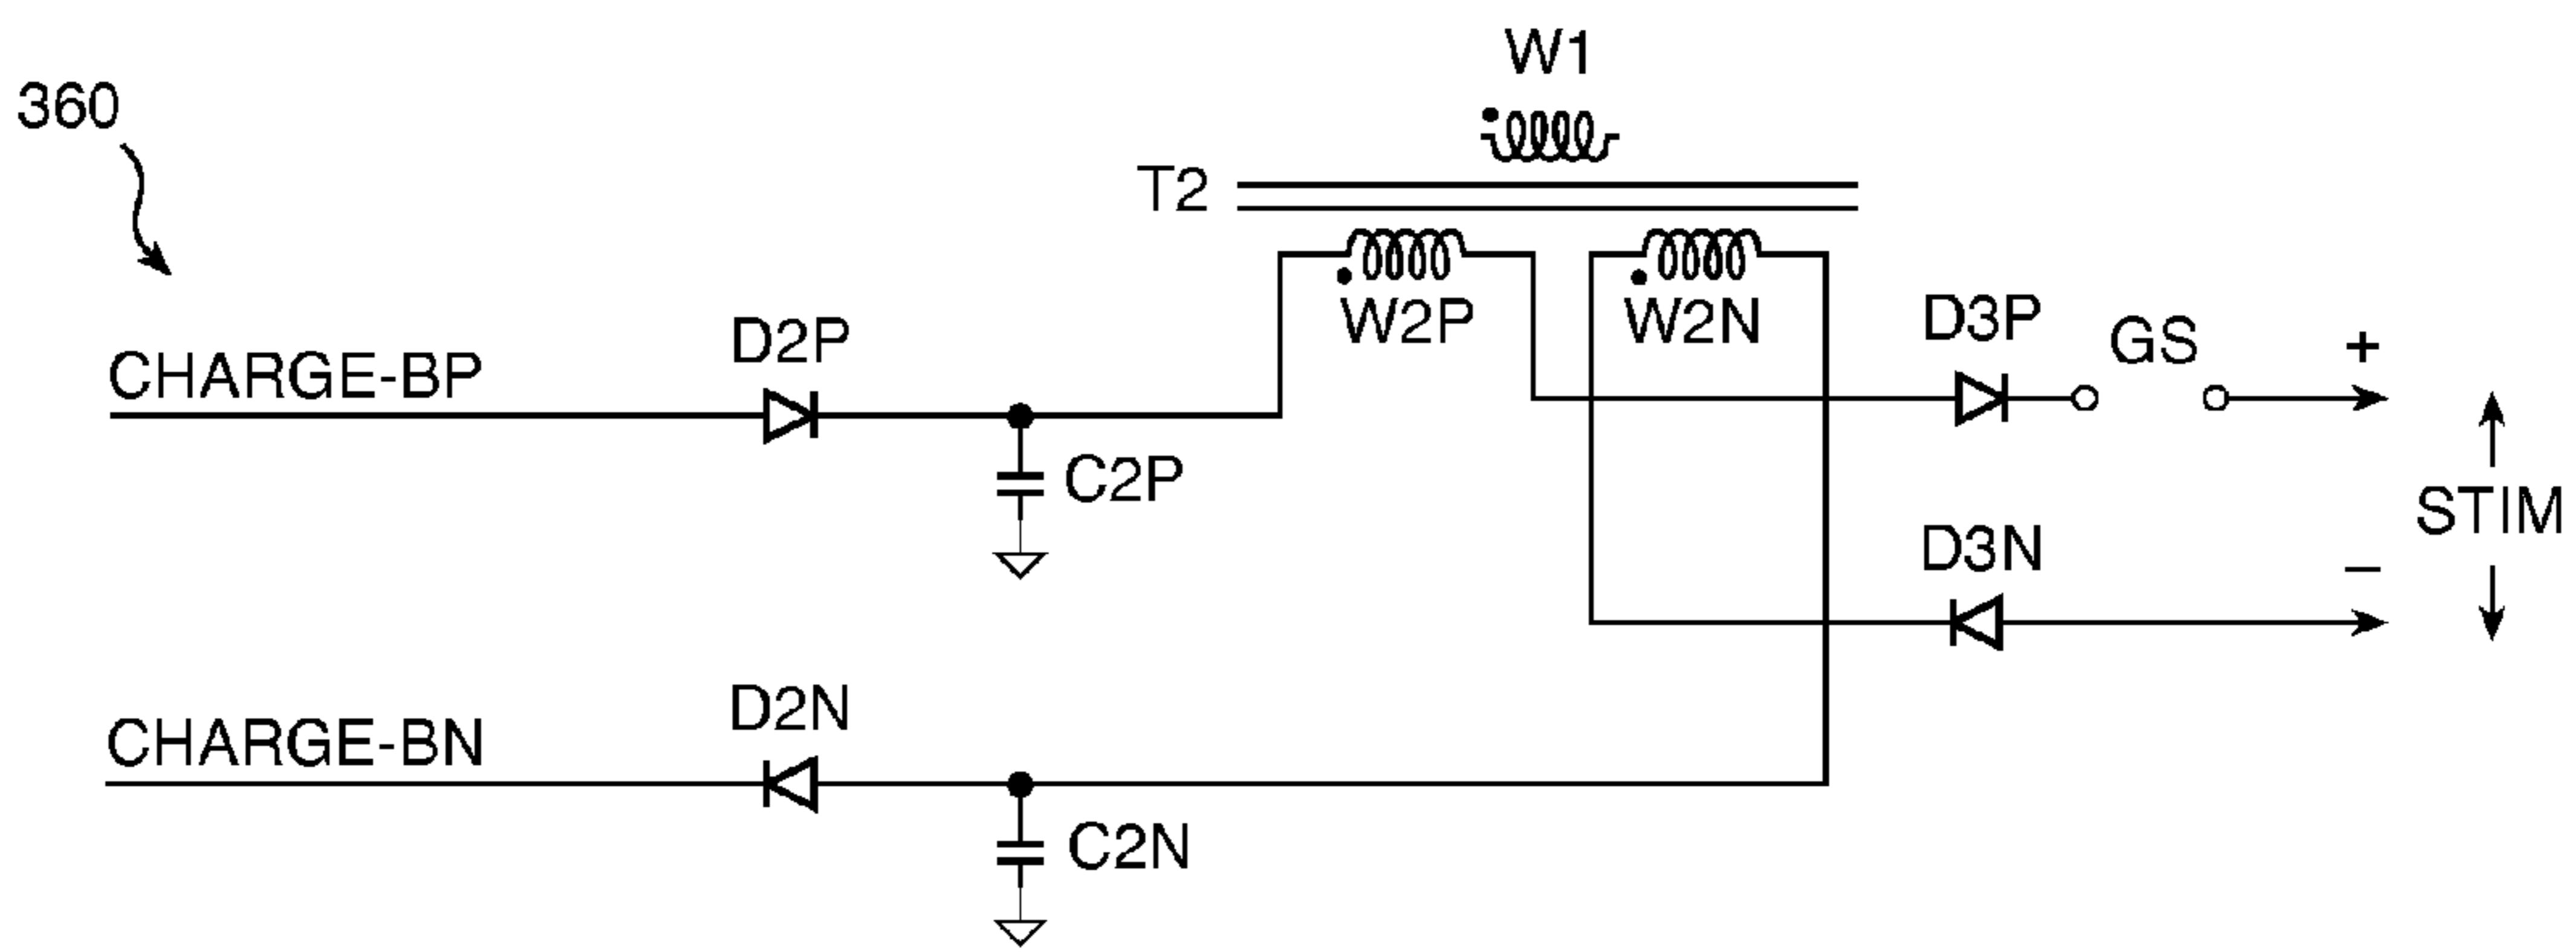 W1
360
T2
W2P
W2N
D3P
GS
+
D2P
CHARGE-BP
C2P
STIM
D3N
–
D2N
CHARGE-BN
C2N